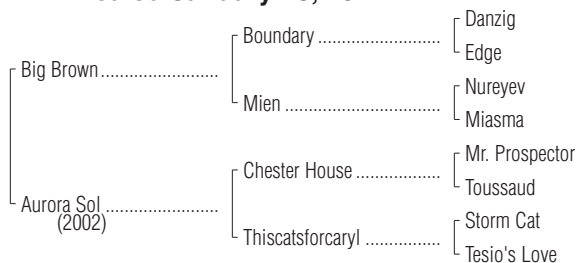 Danzig
Boundary
Edge
Big Brown
Nureyev
Mien
Miasma
Mr. Prospector
Chester House
Toussaud
Aurora Sol
(2002)
Storm Cat
Thiscatsforcaryl
Tesio's Love